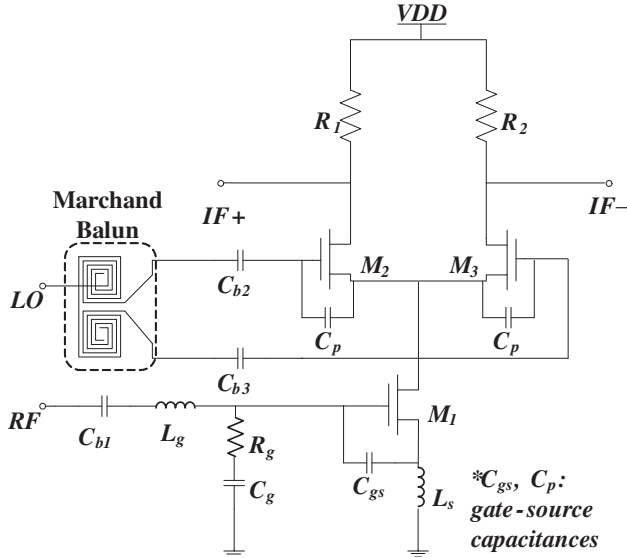 VDD
R1
R2
IF+
IF−
Marchand
Balun
LO
Cb2
M2
M3
Cp
Cp
Cb3
RF
Cb1
Lg
Rg
Cg
Cgs
M1
Ls
*Cgs, Cp:
gate-source
capacitances